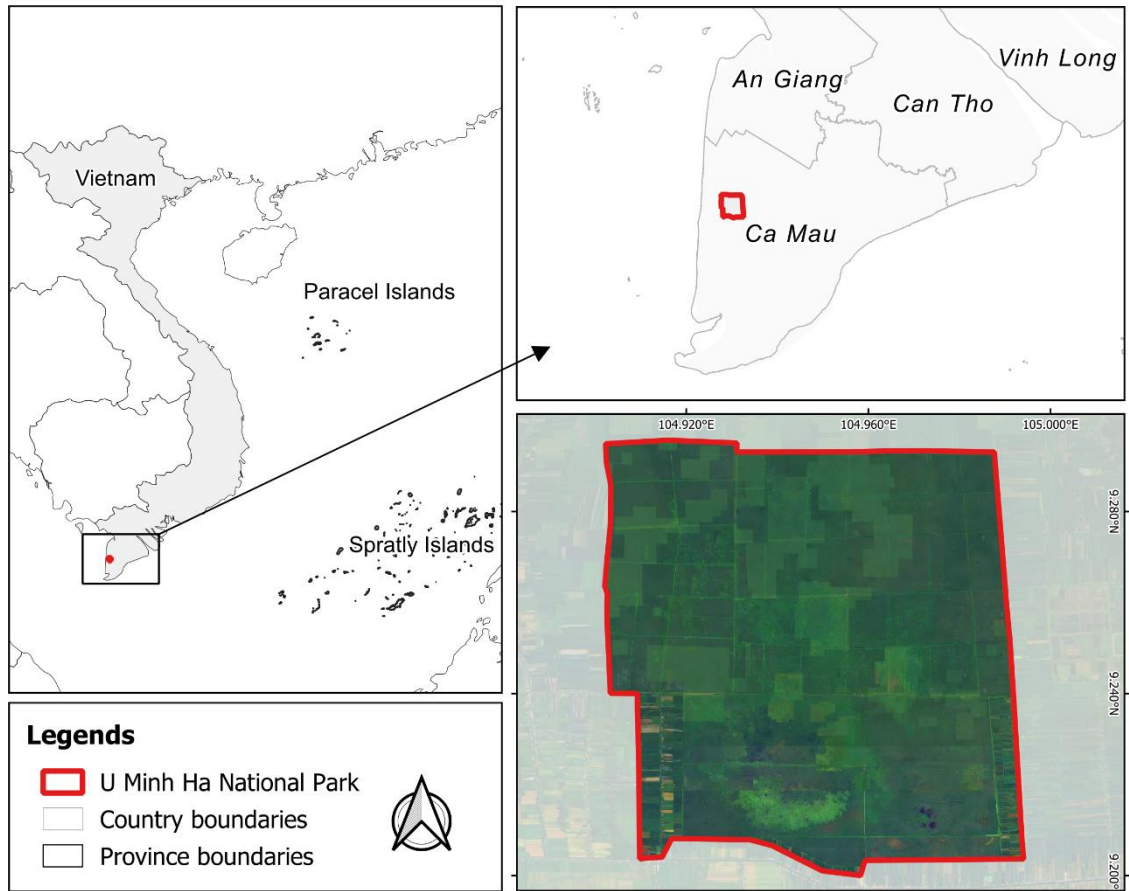 Vietnam
Paracel Islands
Spratly Islands
An Giang
Vinh Long
Can Tho
Ca Mau
104.920°E
104.960°E
105.000°E
9.280°N
9.240°N
9.200°N
Legends
U Minh Ha National Park
Country boundaries
Province boundaries